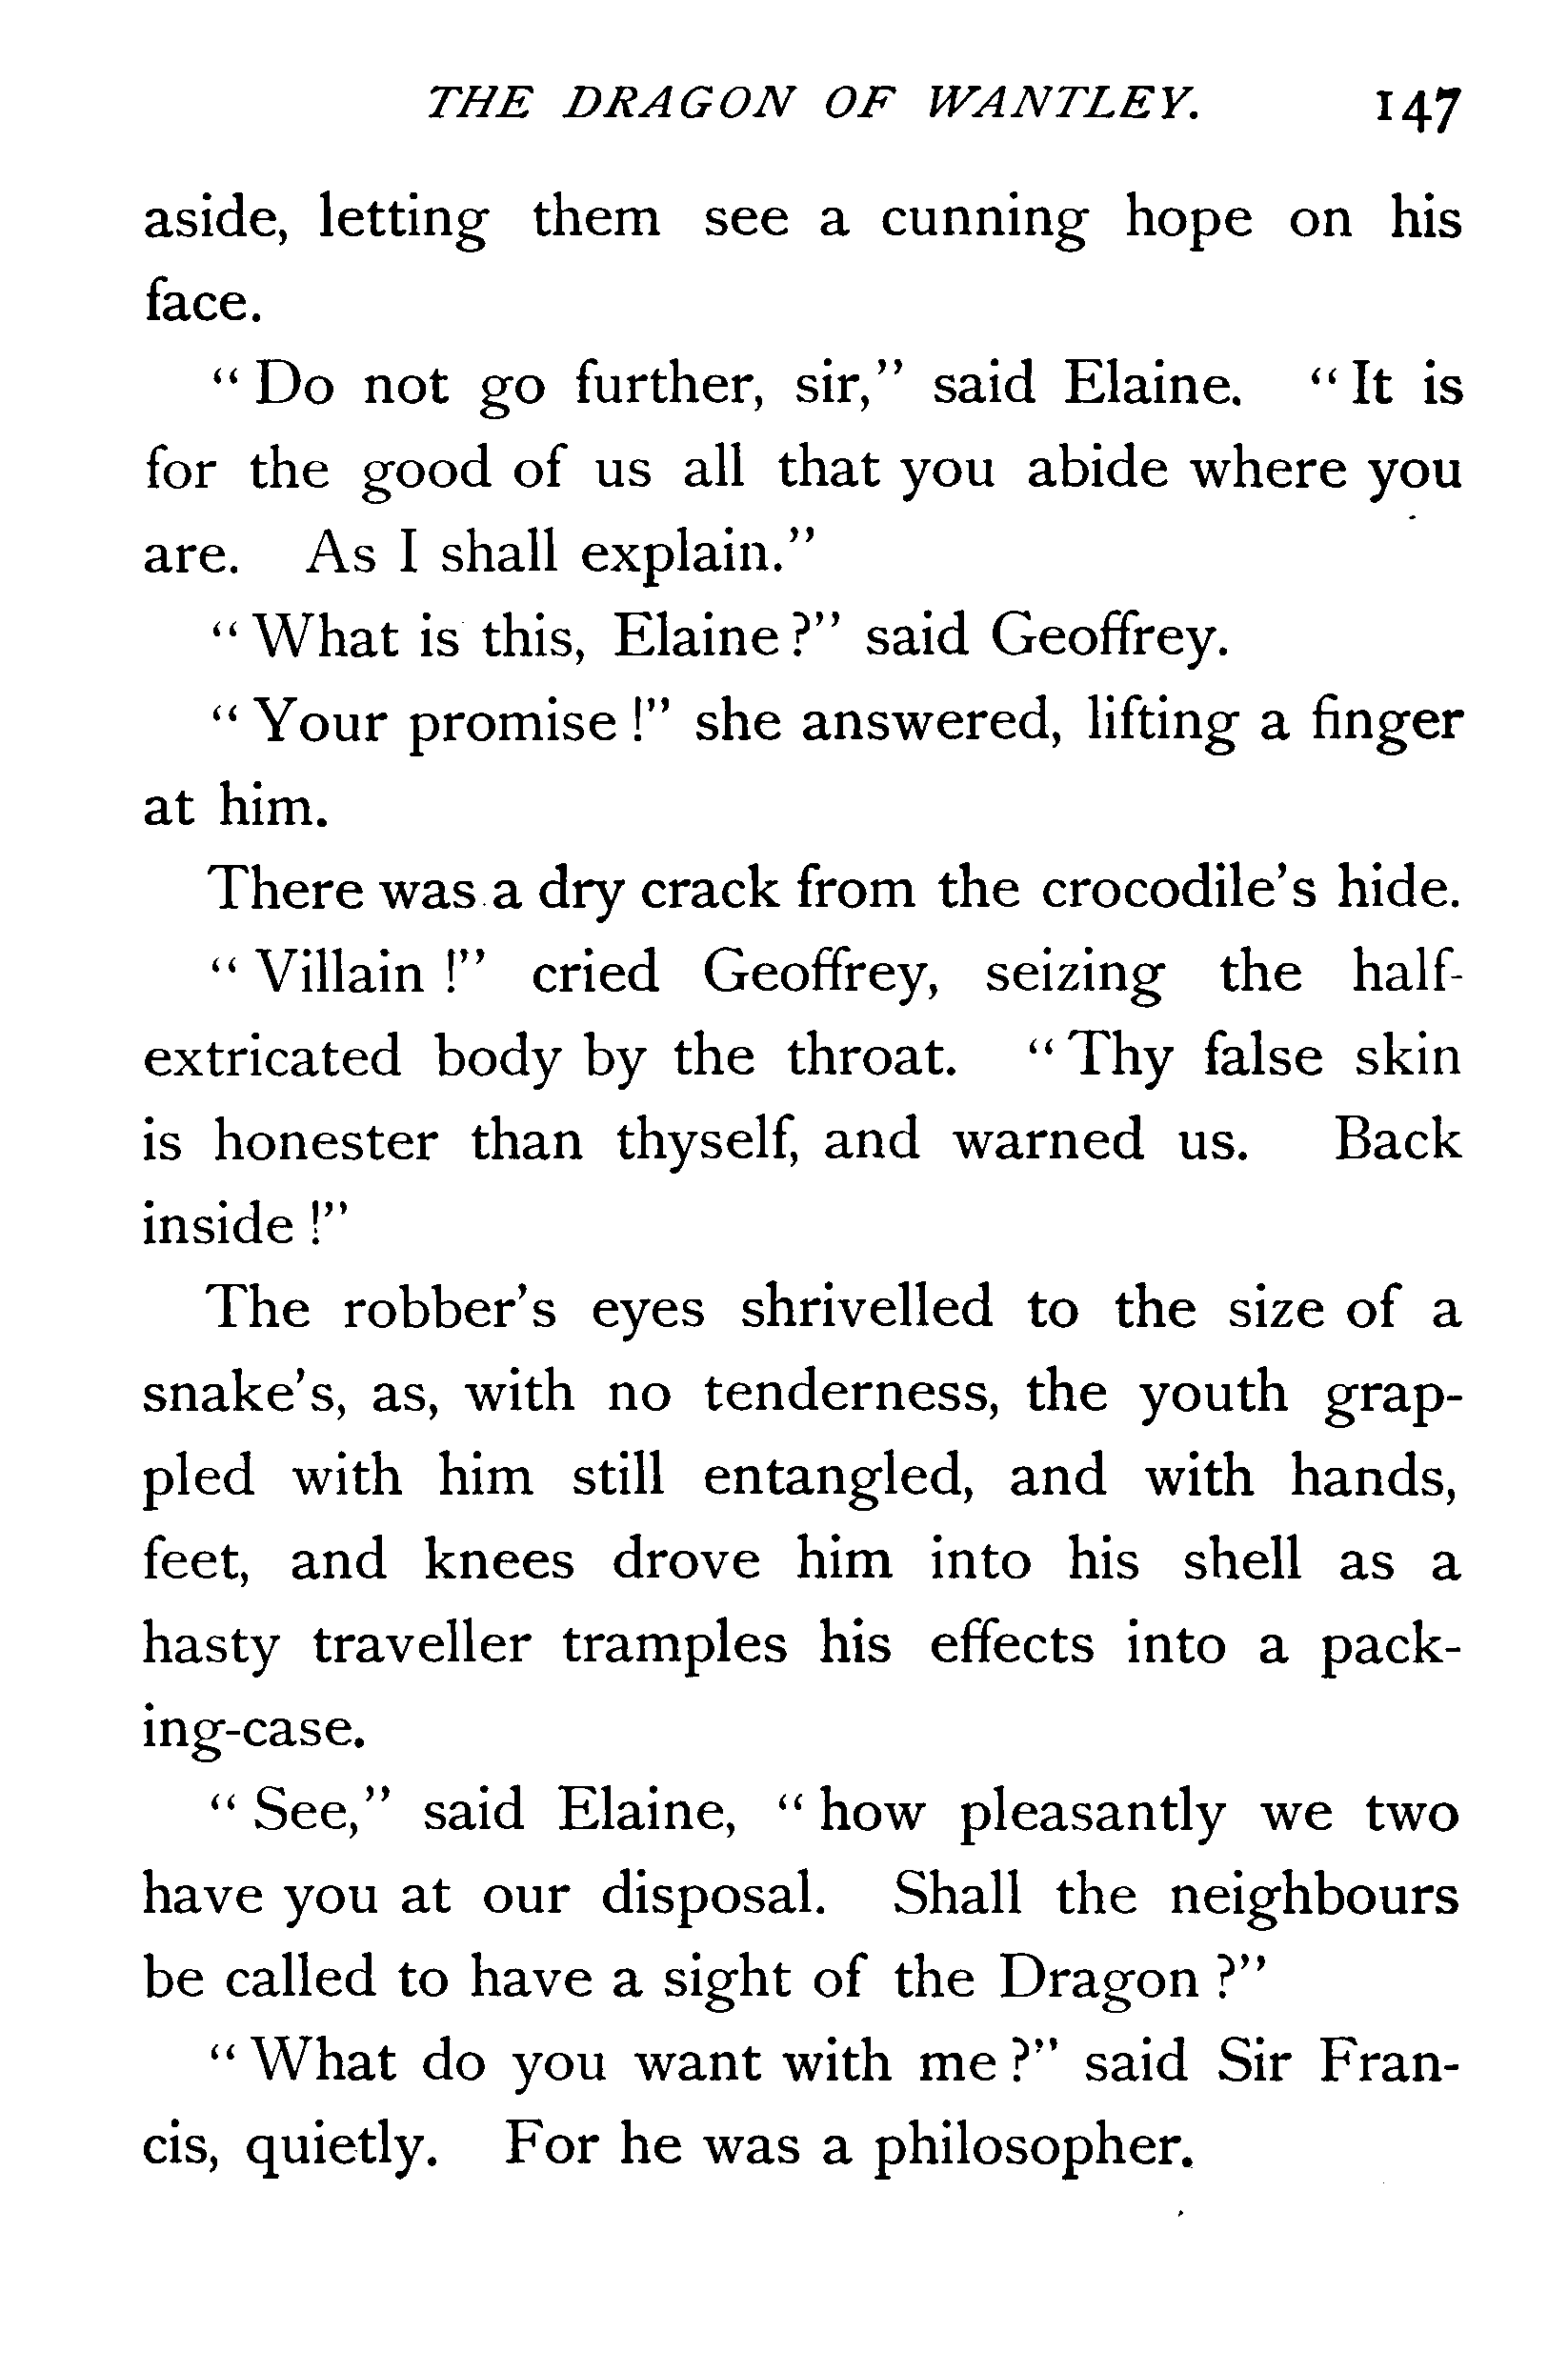 THE DRAGON OF WANTLEY. 147
aside, letting them see a cunning hope on his
face.
“Do not go further, sir,” said Elaine. “It is
for the good of us all that you abide where you
are. As I shall explain.”
“What is this, Elaine?” said Geoffrey.
“Your promise!” she answered, lifting a finger
at him.
There was a dry crack from the crocodile’s hide.
“Villain!” cried Geoffrey, seizing the half-
extricated body by the throat. “Thy false skin
is honester than thyself, and warned us. Back
inside!”
The robber’s eyes shrivelled to the size of a
snake’s, as, with no tenderness, the youth grap-
pled with him still entangled, and with hands,
feet, and knees drove him into his shell as a
hasty traveller tramples his effects into a pack-
ing-case.
“See,” said Elaine, “how pleasantly we two
have you at our disposal. Shall the neighbours
be called to have a sight of the Dragon?”
“What do you want with me?” said Sir Fran-
cis, quietly. For he was a philosopher.